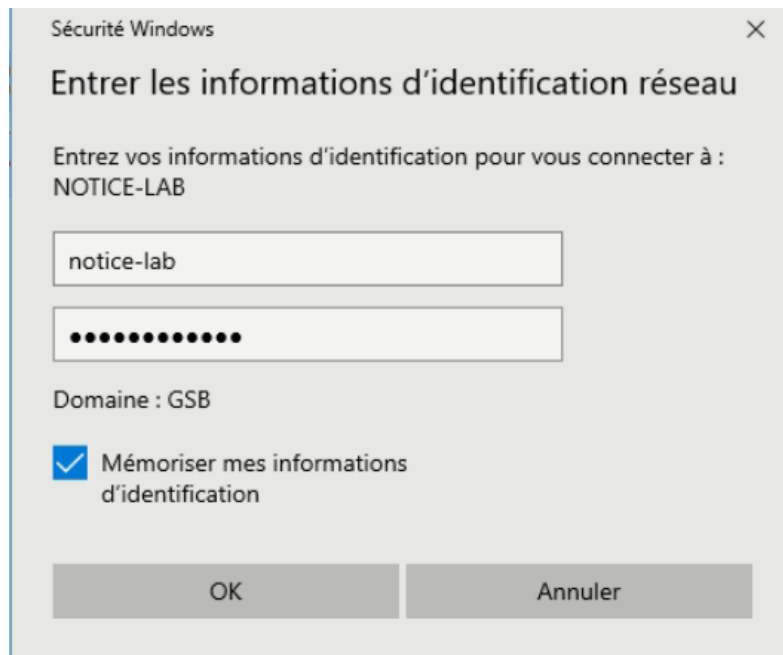 Sécurité Windows
Entrer les informations d'identification réseau
Entrez vos informations d'identification pour vous connecter à :
NOTICE-LAB
notice-lab
●●●●●●●●●●●●
Domaine : GSB
Mémoriser mes informations
d'identification
OK
Annuler